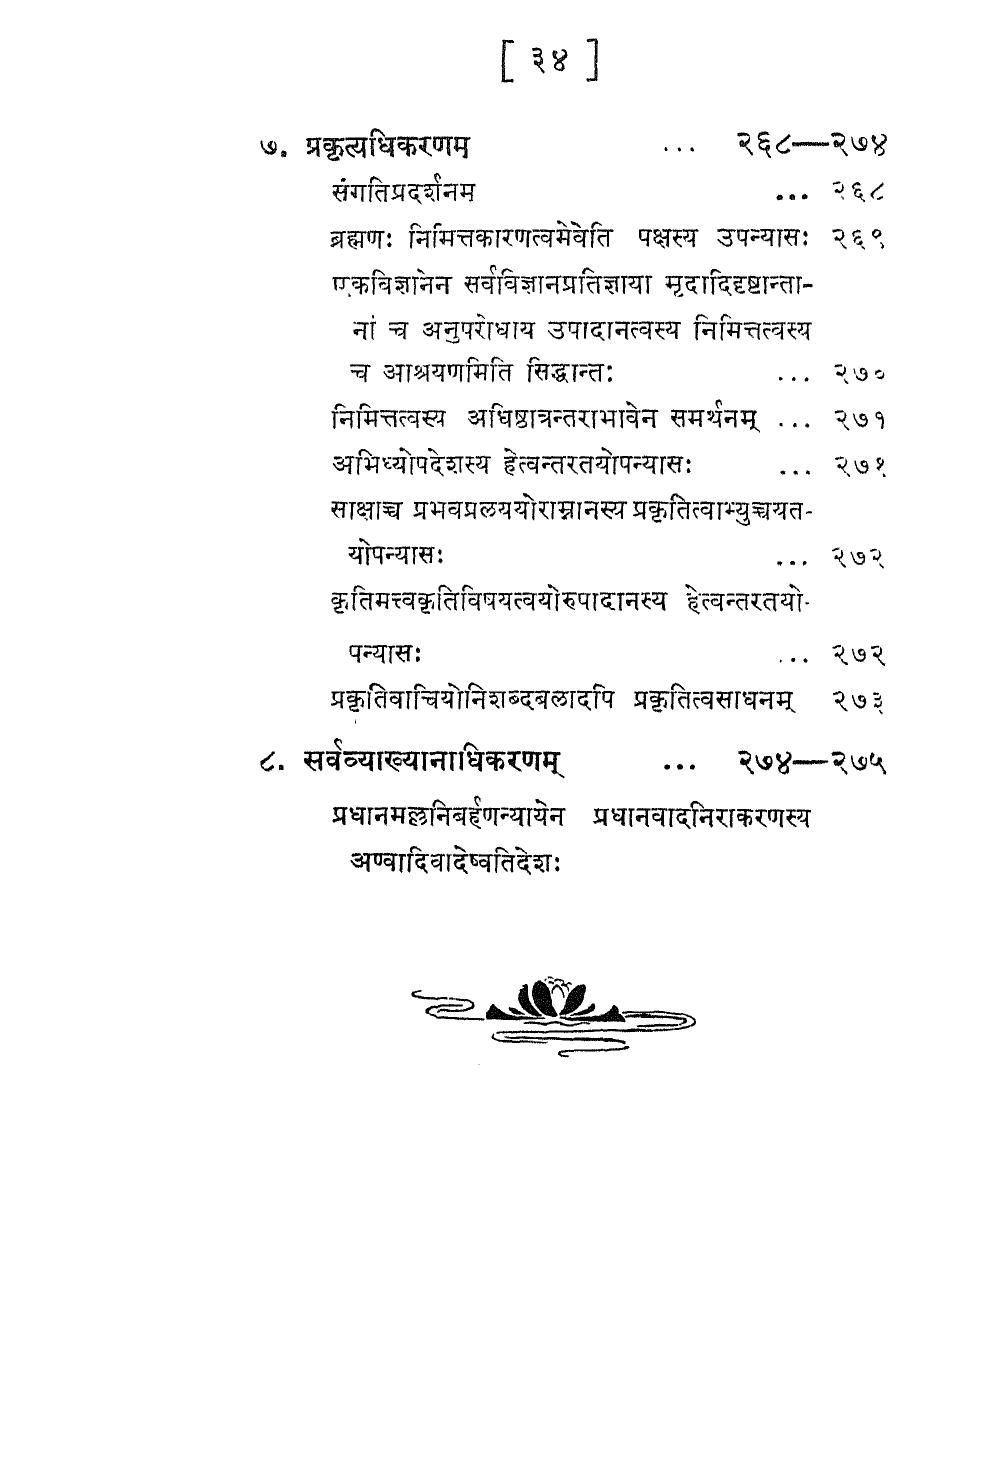 [ ३४ ]
७. प्रकृत्यधिकरणम् ... २६८—२७४
संगतिप्रदर्शनम् ... २६८
ब्रह्मणः निमित्तकारणत्वमेवेति पक्षस्य उपन्यासः २६९
एकविज्ञानेन सर्वविज्ञानप्रतिज्ञाया मृदादिदृष्टान्ता-
नां च अनुपरोधाय उपादानत्वस्य निमित्तत्वस्य
च आश्रयणमिति सिद्धान्तः ... २७०
निमित्तत्वस्य अधिष्ठात्रन्तराभावेन समर्थनम् ... २७१
अभिध्योपदेशस्य हेत्वन्तरतयोपन्यासः ... २७१
साक्षाच्च प्रभवप्रलययोराम्नानस्य प्रकृतित्वाभ्युच्चयत-
योपन्यासः ... २७२
कृतिमत्त्वकृतिविषयत्वयोरुपादानस्य हेत्वन्तरतयो-
पन्यासः ... २७२
प्रकृतिवाचियोनिशब्दबलादपि प्रकृतित्वसाधनम् २७३
८. सर्वव्याख्यानाधिकरणम् ... २७४—२७५
प्रधानमल्लनिबर्हणन्यायेन प्रधानवादनिराकरणस्य
अण्वादिवादेष्वतिदेशः